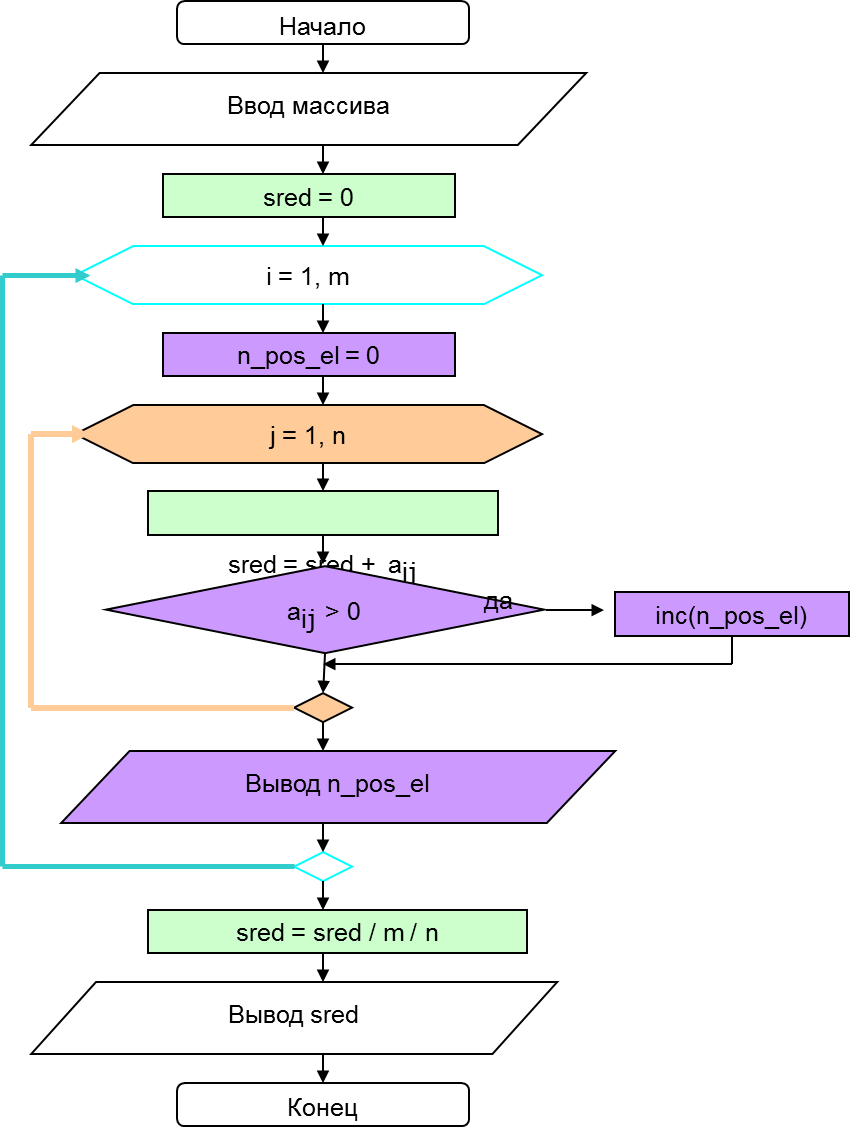 Начало
Ввод массива
sred = 0
i = 1, m
n_pos_el = 0
j = 1, n
sred = sred + aij
aij > 0
да
inc(n_pos_el)
Вывод n_pos_el
sred = sred / m / n
Вывод sred
Конец